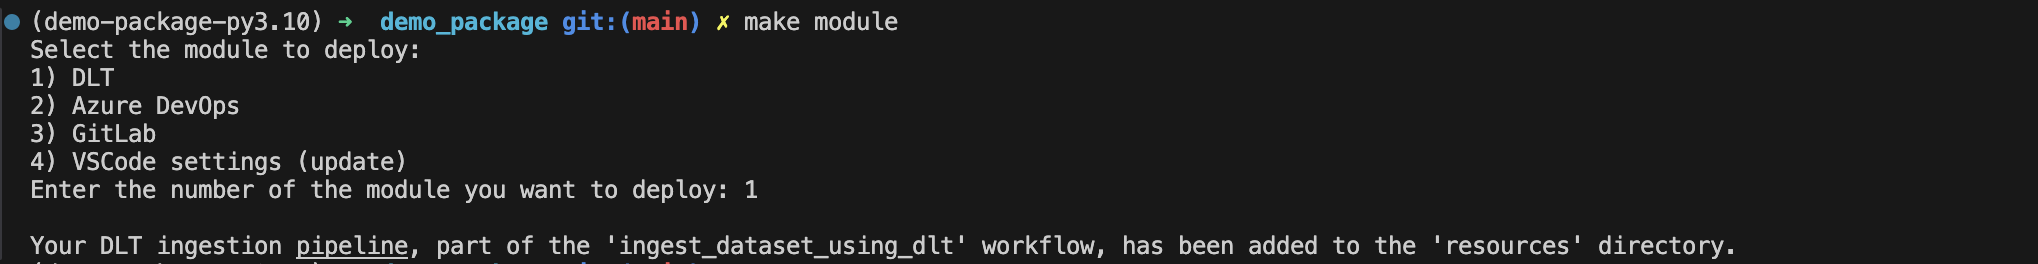 (demo-package-py3.10) ➜ demo_package git:(main) ✗ make module
Select the module to deploy:
1) DLT
2) Azure DevOps
3) GitLab
4) VSCode settings (update)
Enter the number of the module you want to deploy: 1
Your DLT ingestion pipeline, part of the 'ingest_dataset_using_dlt' workflow, has been added to the 'resources' directory.